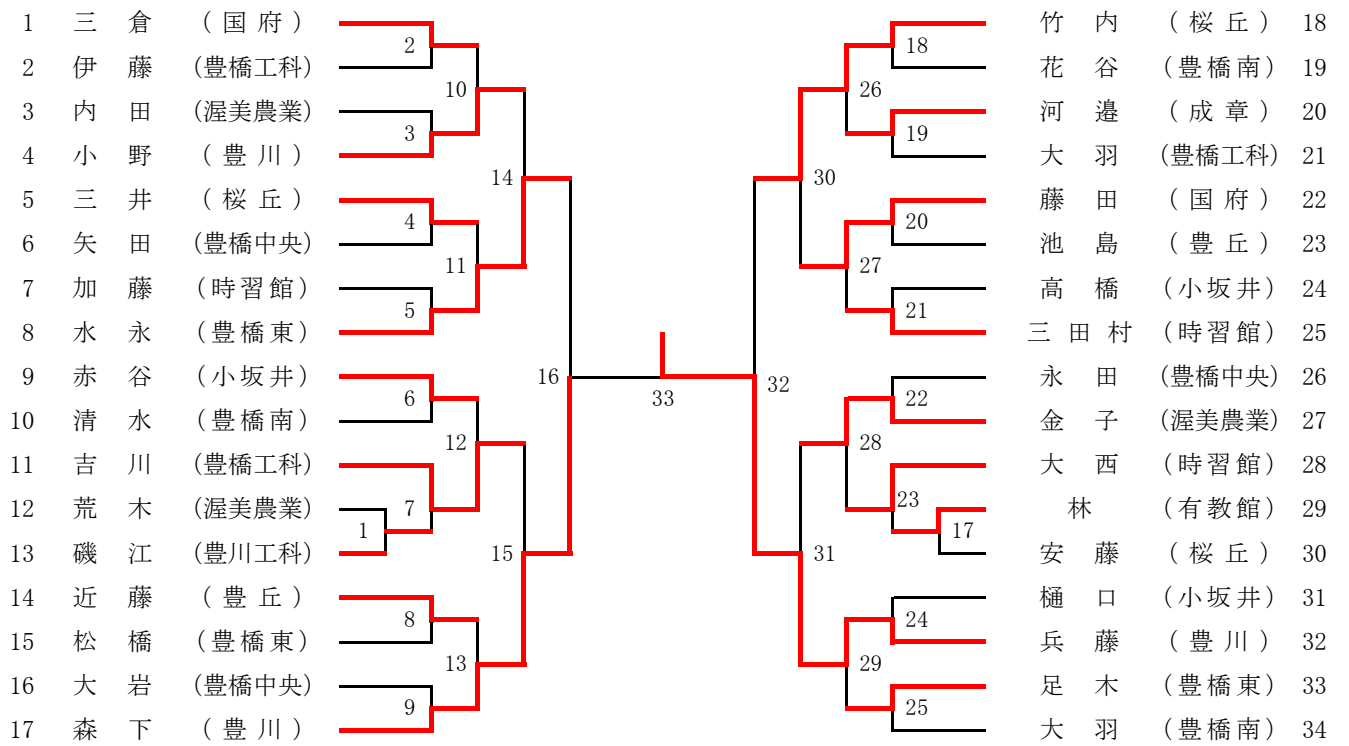 1 三 倉 (国府) 竹 内 (桜丘) 18
2 18
2 伊 藤 (豊橋工科) 花 谷 (豊橋南) 19
10 26
3 内 田 (渥美農業) 河 邉 (成章) 20
3 19
4 小 野 (豊川) 大 羽 (豊橋工科) 21
14 30
5 三 井 (桜丘) 藤 田 (国府) 22
4 20
6 矢 田 (豊橋中央) 池 島 (豊丘) 23
11 27
7 加 藤 (時習館) 高 橋 (小坂井) 24
5 21
8 水 永 (豊橋東) 三 田 村 (時習館) 25
9 赤 谷 (小坂井) 16 33 32 永 田 (豊橋中央) 26
6 22
10 清 水 (豊橋南) 金 子 (渥美農業) 27
12 28
11 吉 川 (豊橋工科) 大 西 (時習館) 28
7 23
12 荒 木 (渥美農業) 林 (有教館) 29
1 17
13 磯 江 (豊川工科) 15 31 安 藤 (桜丘) 30
14 近 藤 (豊丘) 樋 口 (小坂井) 31
8 24
15 松 橋 (豊橋東) 兵 藤 (豊川) 32
13 29
16 大 岩 (豊橋中央) 足 木 (豊橋東) 33
9 25
17 森 下 (豊川) 大 羽 (豊橋南) 34